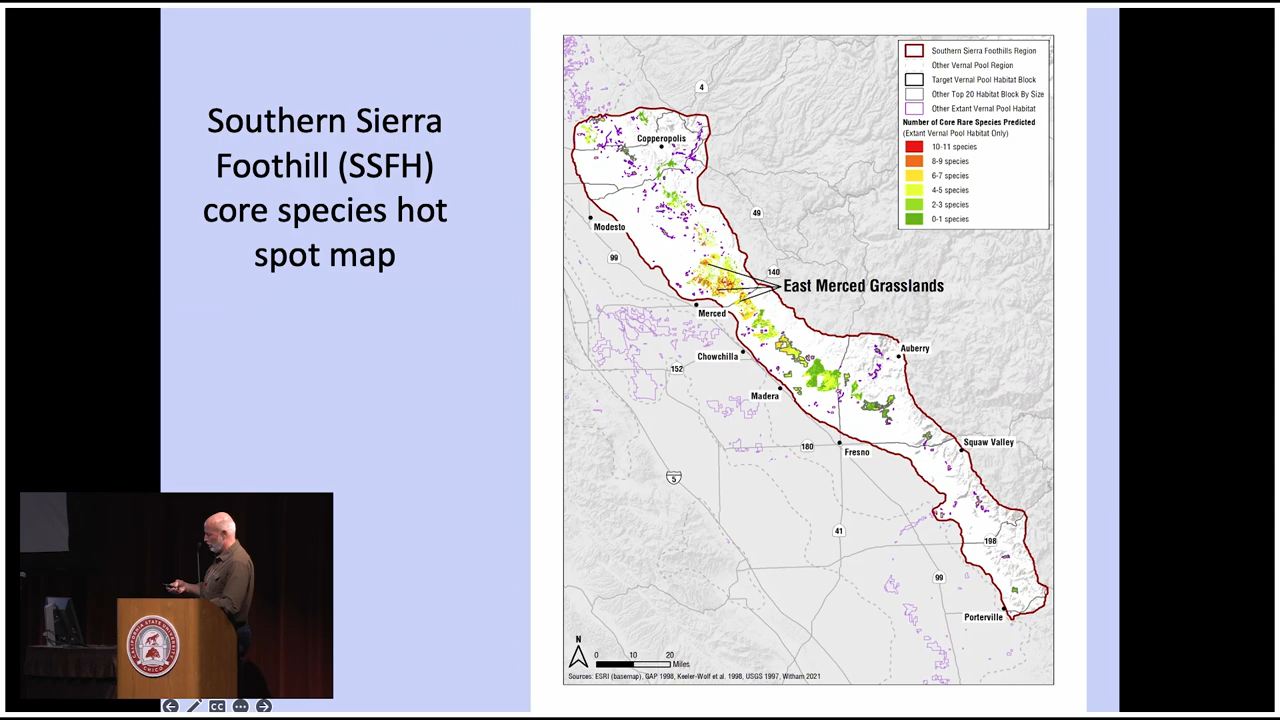 Southern Sierra
Foothill (SSFH)
core species hot
spot map
Southern Sierra Foothills Region
Other Vernal Pool Region
Target Vernal Pool Habitat Block
Other Top 20 Habitat Block By Size
Other Extant Vernal Pool Habitat
Number of Core Rare Species Predicted
(Extant Vernal Pool Habitat Only)
10-11 species
8-9 species
6-7 species
4-5 species
2-3 species
0-1 species
4
Copperopolis
49
Modesto
99
140
East Merced Grasslands
Merced
Auberry
Chowchilla
152
Madera
180
Fresno
Squaw Valley
5
41
198
99
Porterville
N
0 10 20
Miles
Sources: ESRI (basemap), GAP 1998, Keeler-Wolf et al. 1998, USGS 1997, Witham 2021
CALIFORNIA STATE UNIVERSITY
CHICO
CC